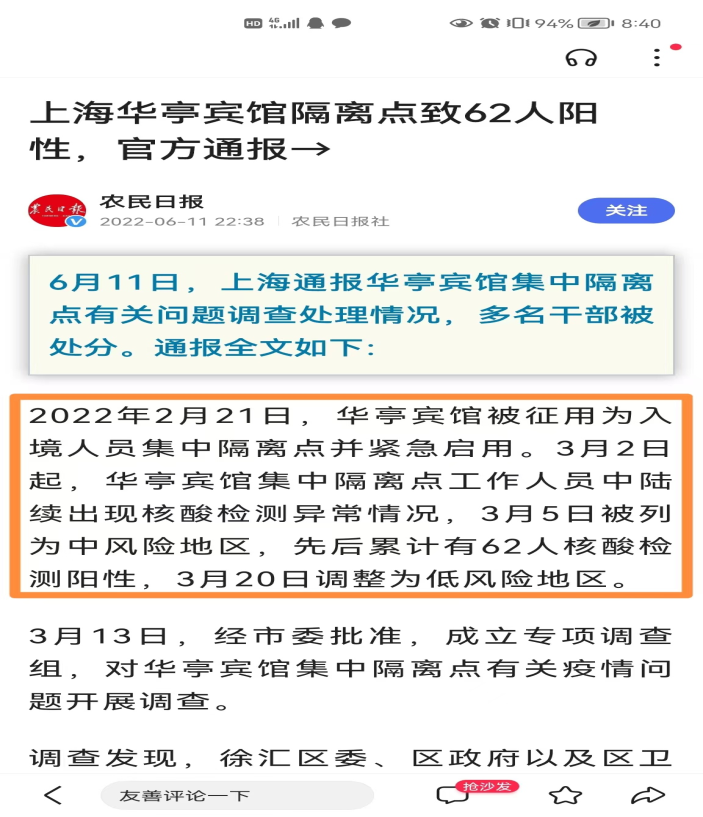 HD 4G 94% 8:40
上海华亭宾馆隔离点致62人阳
性，官方通报→
农民日报
农民日报
2022-06-11 22:38 农民日报社
关注
6月11日，上海通报华亭宾馆集中隔离
点有关问题调查处理情况，多名干部被
处分。通报全文如下：
2022年2月21日，华亭宾馆被征用为入
境人员集中隔离点并紧急启用。3月2日
起，华亭宾馆集中隔离点工作人员中陆
续出现核酸检测异常情况，3月5日被列
为中风险地区，先后累计有62人核酸检
测阳性，3月20日调整为低风险地区。
3月13日，经市委批准，成立专项调查
组，对华亭宾馆集中隔离点有关疫情问
题开展调查。
调查发现，徐汇区委、区政府以及区卫
友善评论一下
抢沙发